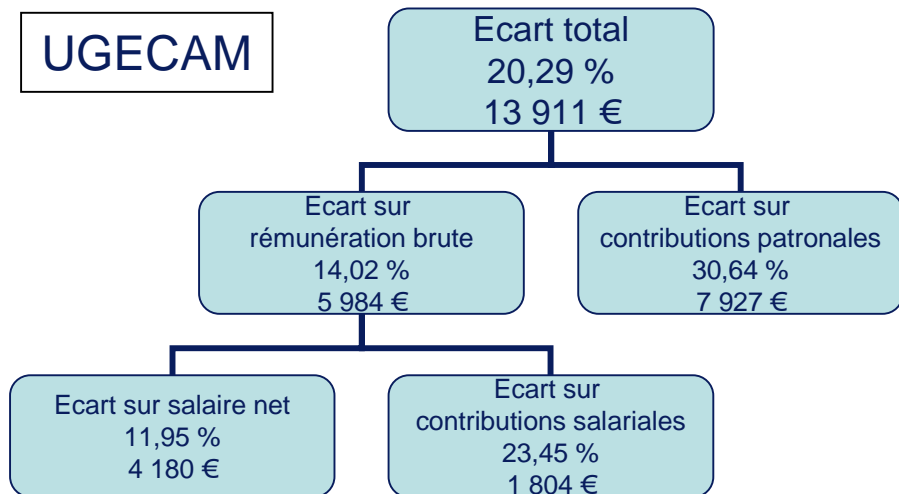 UGECAM
Ecart total
20,29 %
13 911 €
Ecart sur
rémunération brute
14,02 %
5 984 €
Ecart sur
contributions patronales
30,64 %
7 927 €
Ecart sur salaire net
11,95 %
4 180 €
Ecart sur
contributions salariales
23,45 %
1 804 €